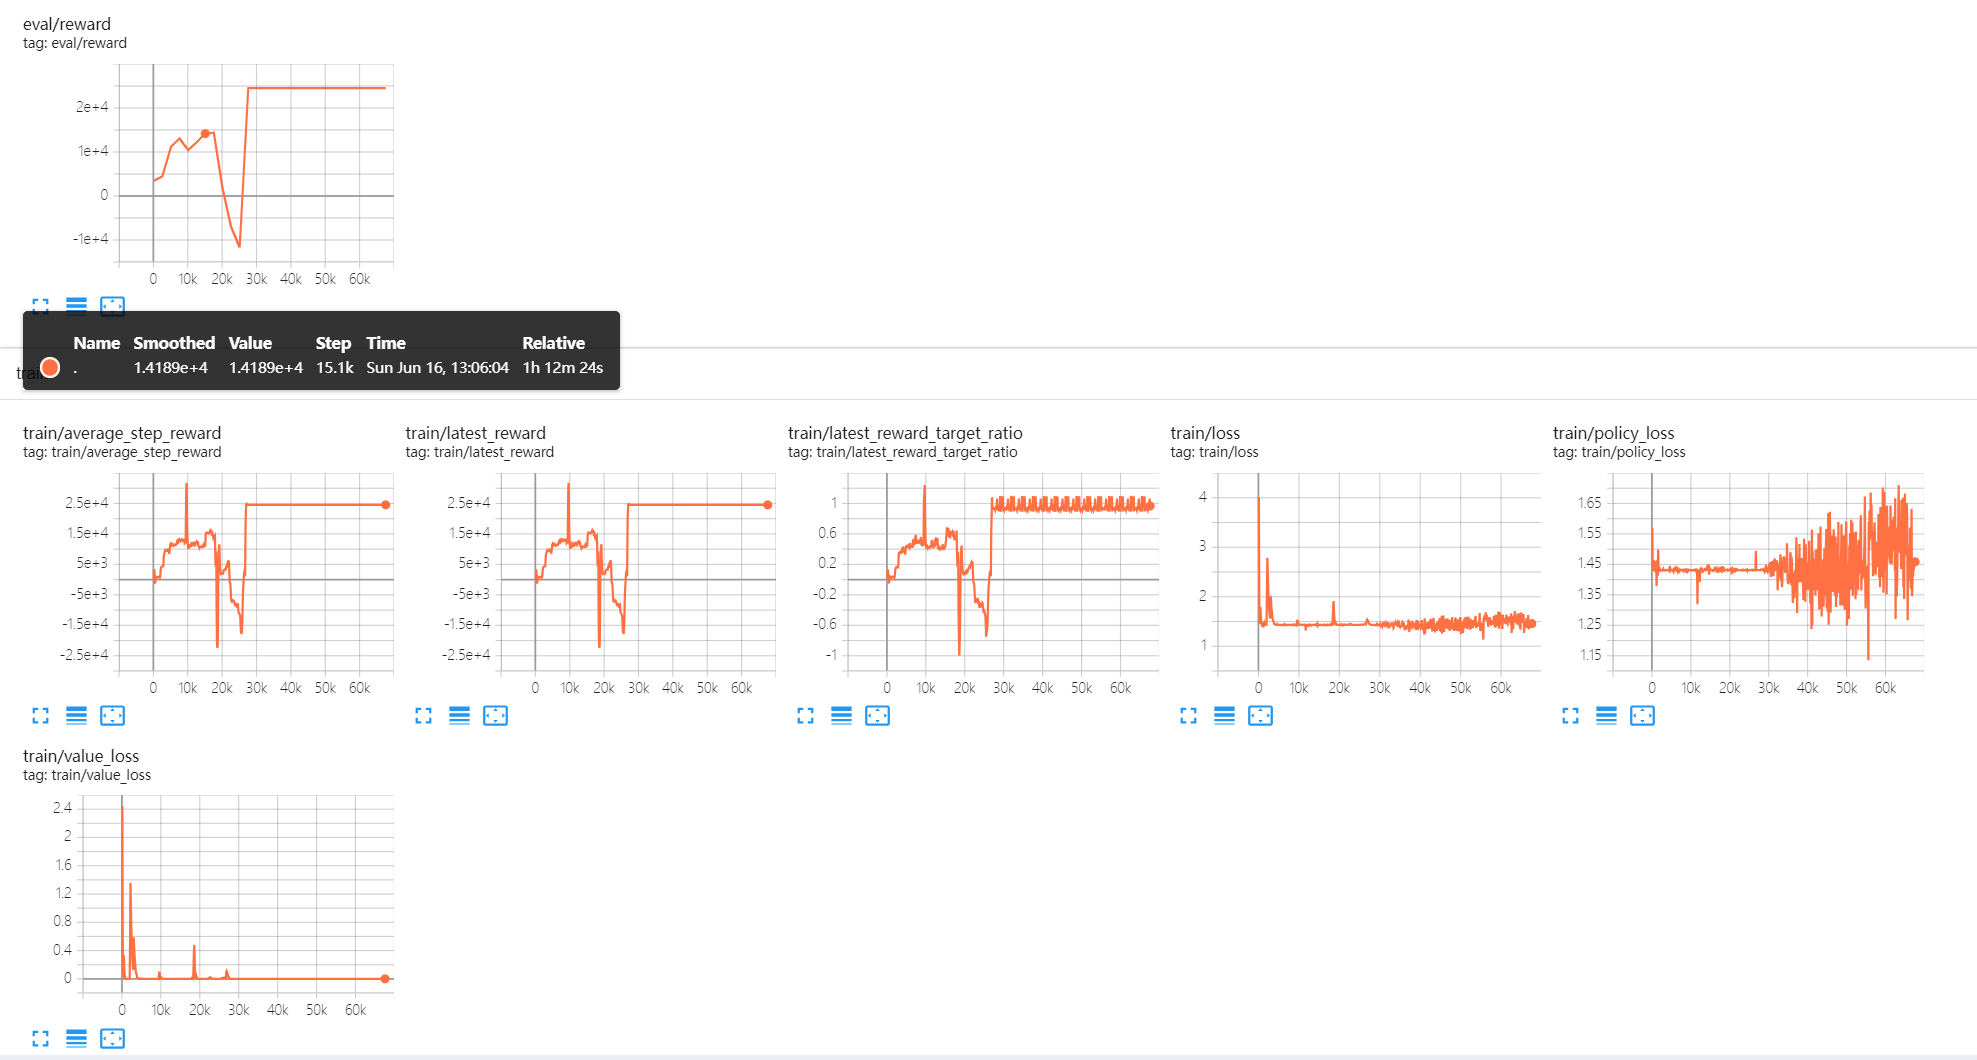 eval/reward
tag: eval/reward
2e+4
1e+4
0
-1e+4
0 10k 20k 30k 40k 50k 60k
Name Smoothed Value Step Time Relative
. 1.4189e+4 1.4189e+4 15.1k Sun Jun 16, 13:06:04 1h 12m 24s
train/average_step_reward
tag: train/average_step_reward
2.5e+4
1.5e+4
5e+3
-5e+3
-1.5e+4
-2.5e+4
0 10k 20k 30k 40k 50k 60k
train/latest_reward
tag: train/latest_reward
2.5e+4
1.5e+4
5e+3
-5e+3
-1.5e+4
-2.5e+4
0 10k 20k 30k 40k 50k 60k
train/latest_reward_target_ratio
tag: train/latest_reward_target_ratio
1
0.6
0.2
-0.2
-0.6
-1
0 10k 20k 30k 40k 50k 60k
train/loss
tag: train/loss
4
3
2
1
0 10k 20k 30k 40k 50k 60k
train/policy_loss
tag: train/policy_loss
1.65
1.55
1.45
1.35
1.25
1.15
0 10k 20k 30k 40k 50k 60k
train/value_loss
tag: train/value_loss
2.4
2
1.6
1.2
0.8
0.4
0
0 10k 20k 30k 40k 50k 60k